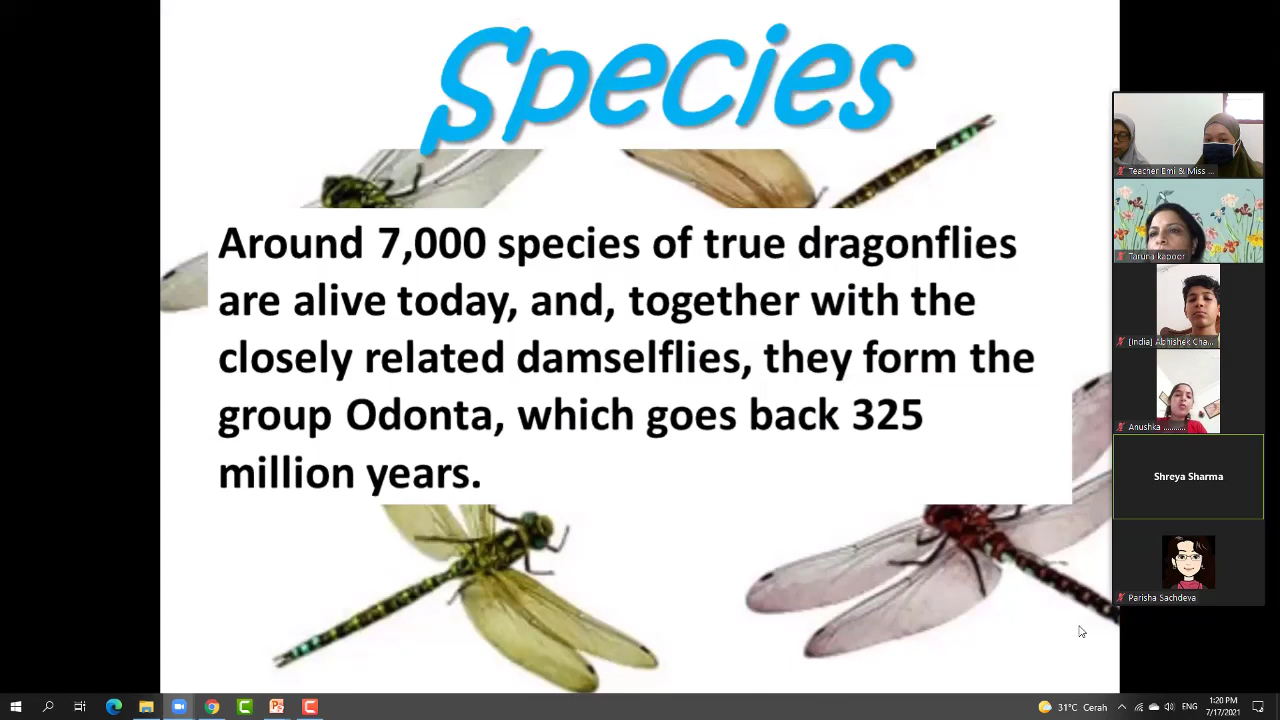 Species
Around 7,000 species of true dragonflies
are alive today, and, together with the
closely related damselflies, they form the
group Odonta, which goes back 325
million years.
Teacher Emi & Miss ...
Taruna kapoor
[India] Abhishek Cha...
Anushka ..........
Shreya Sharma
Parisha Sachdeva
31°C Cerah
ENG
1:20 PM
7/17/2021